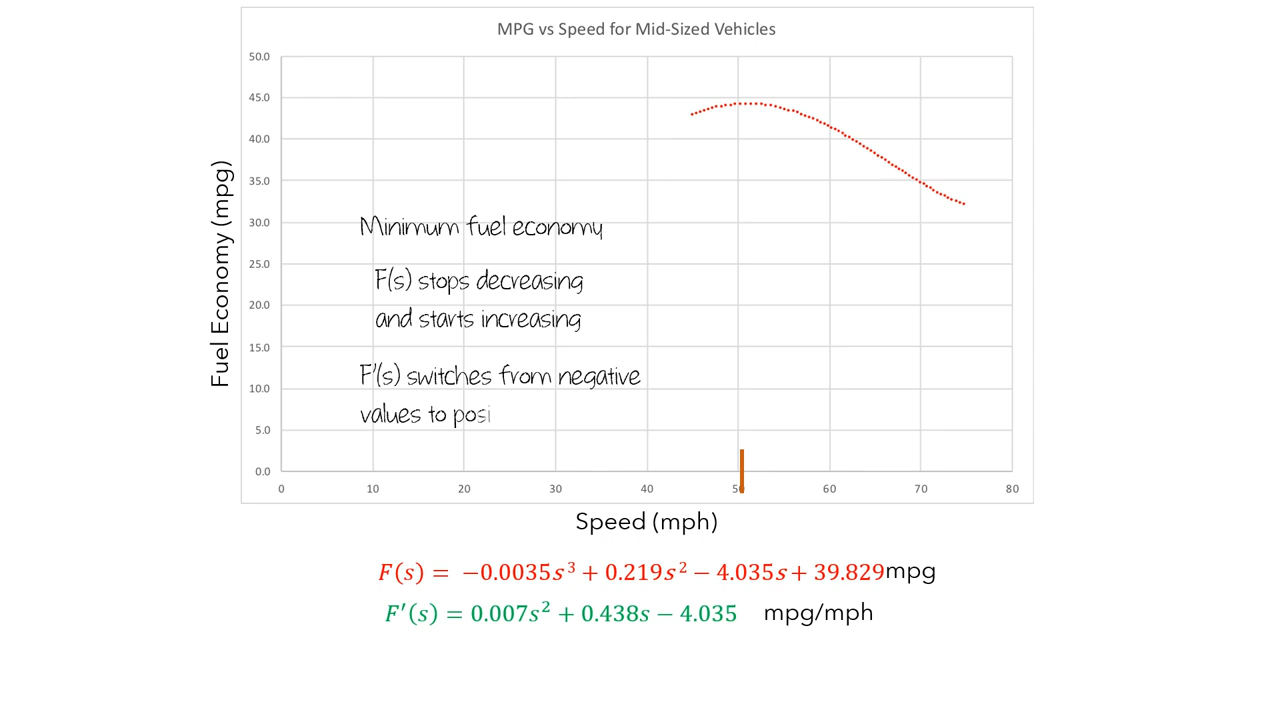 MPG vs Speed for Mid-Sized Vehicles
50.0
45.0
40.0
35.0
30.0
25.0
20.0
15.0
10.0
5.0
0.0
Fuel Economy (mpg)
Minimum fuel economy
F(s) stops decreasing
and starts increasing
F'(s) switches from negative
values to posi
0 10 20 30 40 50 60 70 80
Speed (mph)
F(s) = −0.0035s³ + 0.219s² − 4.035s + 39.829mpg
F′(s) = 0.007s² + 0.438s − 4.035 mpg/mph